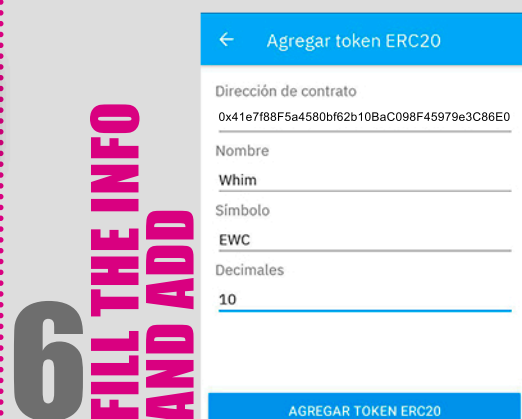 6
FILL THE INFO
AND ADD
Agregar token ERC20
Dirección de contrato
0x41e7f88F5a4580bf62b10BaC098F45979e3C86E0
Nombre
Whim
Símbolo
EWC
Decimales
10
AGREGAR TOKEN ERC20